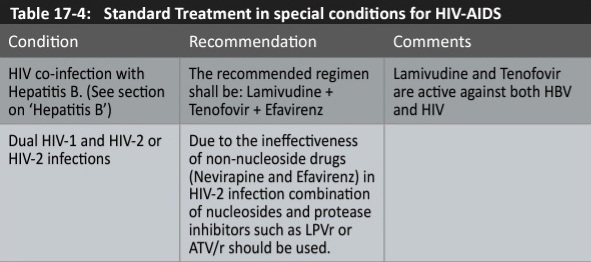 Table 17-4: Standard Treatment in special conditions for HIV-AIDS
Condition Recommendation Comments
HIV co-infection with
Hepatitis B. (See section
on ‘Hepatitis B’)
The recommended regimen
shall be: Lamivudine +
Tenofovir + Efavirenz
Lamivudine and Tenofovir
are active against both HBV
and HIV
Dual HIV-1 and HIV-2 or
HIV-2 infections
Due to the ineffectiveness
of non-nucleoside drugs
(Nevirapine and Efavirenz) in
HIV-2 infection combination
of nucleosides and protease
inhibitors such as LPVr or
ATV/r should be used.